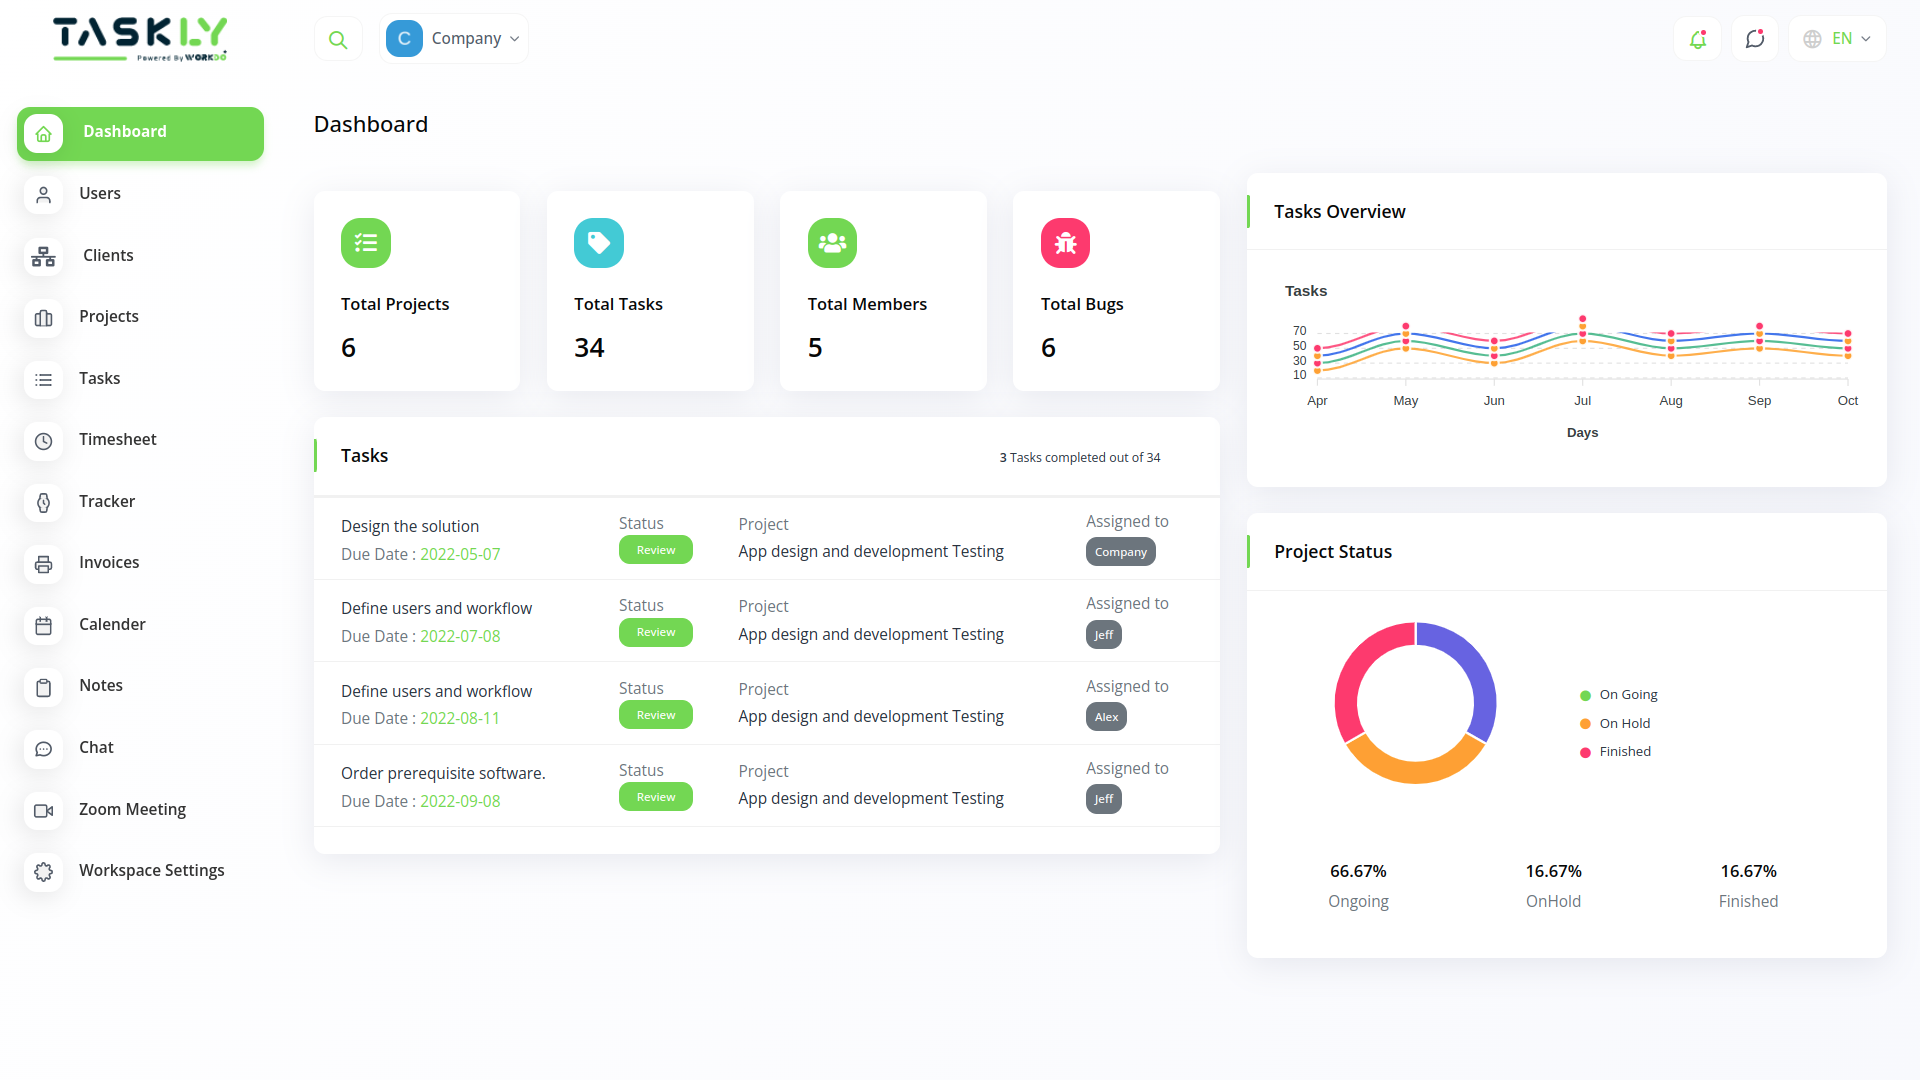 TASKLY
Powered By WORKDO
C Company
EN
Dashboard
Users
Clients
Projects
Tasks
Timesheet
Tracker
Invoices
Calender
Notes
Chat
Zoom Meeting
Workspace Settings
Dashboard
Total Projects
6
Total Tasks
34
Total Members
5
Total Bugs
6
Tasks
3 Tasks completed out of 34
Design the solution
Due Date : 2022-05-07
Status
Review
Project
App design and development Testing
Assigned to
Company
Define users and workflow
Due Date : 2022-07-08
Status
Review
Project
App design and development Testing
Assigned to
Jeff
Define users and workflow
Due Date : 2022-08-11
Status
Review
Project
App design and development Testing
Assigned to
Alex
Order prerequisite software.
Due Date : 2022-09-08
Status
Review
Project
App design and development Testing
Assigned to
Jeff
Tasks Overview
Tasks
70
50
30
10
Apr May Jun Jul Aug Sep Oct
Days
Project Status
On Going
On Hold
Finished
66.67%
Ongoing
16.67%
OnHold
16.67%
Finished